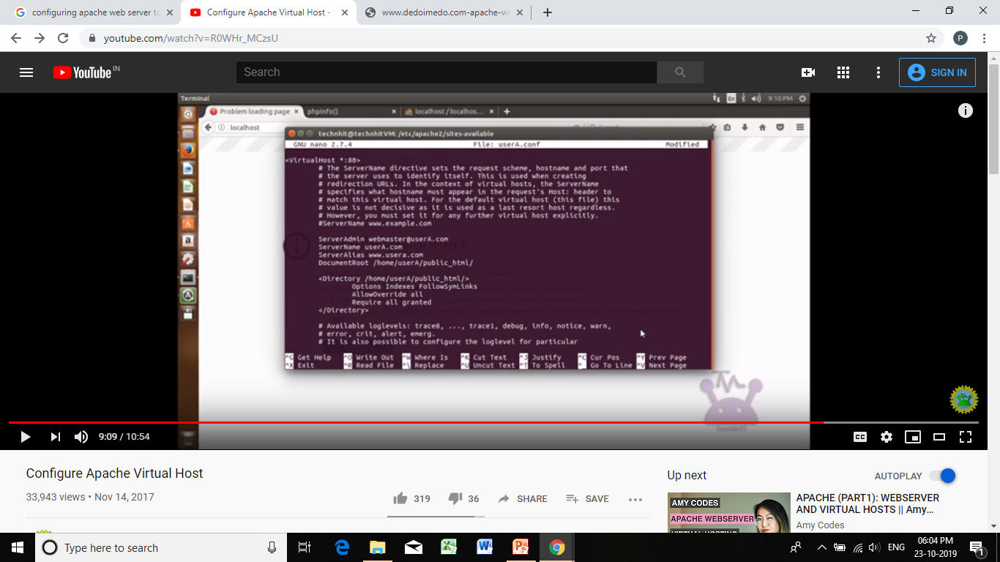 configuring apache web server to
Configure Apache Virtual Host -
www.dedoimedo.com-apache-we
youtube.com/watch?v=R0WHr_MCzsU
P
YouTube IN
Search
SIGN IN
Terminal
En
9:10 PM
Problem loading page
phpinfo()
localhost / localhos...
localhost
technhit@technhitVM: /etc/apache2/sites-available
GNU nano 2.7.4 File: userA.conf Modified
<VirtualHost *:80>
# The ServerName directive sets the request scheme, hostname and port that
# the server uses to identify itself. This is used when creating
# redirection URLs. In the context of virtual hosts, the ServerName
# specifies what hostname must appear in the request's Host: header to
# match this virtual host. For the default virtual host (this file) this
# value is not decisive as it is used as a last resort host regardless.
# However, you must set it for any further virtual host explicitly.
#ServerName www.example.com
ServerAdmin webmaster@userA.com
ServerName userA.com
ServerAlias www.usera.com
DocumentRoot /home/userA/public_html/
<Directory /home/userA/public_html/>
Options Indexes FollowSymLinks
AllowOverride all
Require all granted
</Directory>
# Available loglevels: trace8, ..., trace1, debug, info, notice, warn,
# error, crit, alert, emerg.
# It is also possible to configure the loglevel for particular
^G Get Help ^O Write Out ^W Where Is ^K Cut Text ^J Justify ^C Cur Pos ^Y Prev Page
^X Exit ^R Read File ^\ Replace ^U Uncut Text ^T To Spell ^_ Go To Line ^V Next Page
9:09 / 10:54
CC
Configure Apache Virtual Host
33,943 views • Nov 14, 2017
319
36
SHARE
SAVE
Up next
AUTOPLAY
AMY CODES
APACHE WEBSERVER
VIRTUAL HOSTING
APACHE (PART1): WEBSERVER
AND VIRTUAL HOSTS || Amy...
Amy Codes
Type here to search
ENG
06:04 PM
23-10-2019
1